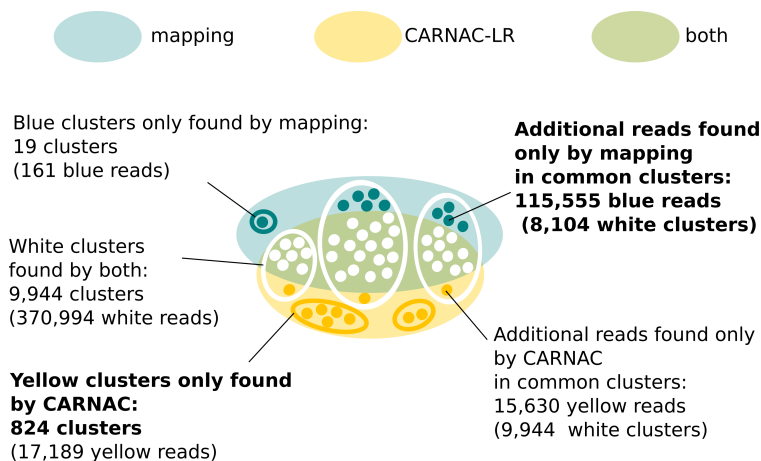 mapping
CARNAC-LR
both
Blue clusters only found by mapping:
19 clusters
(161 blue reads)
Additional reads found
only by mapping
in common clusters:
115,555 blue reads
(8,104 white clusters)
White clusters
found by both:
9,944 clusters
(370,994 white reads)
Yellow clusters only found
by CARNAC:
824 clusters
(17,189 yellow reads)
Additional reads found only
by CARNAC
in common clusters:
15,630 yellow reads
(9,944 white clusters)